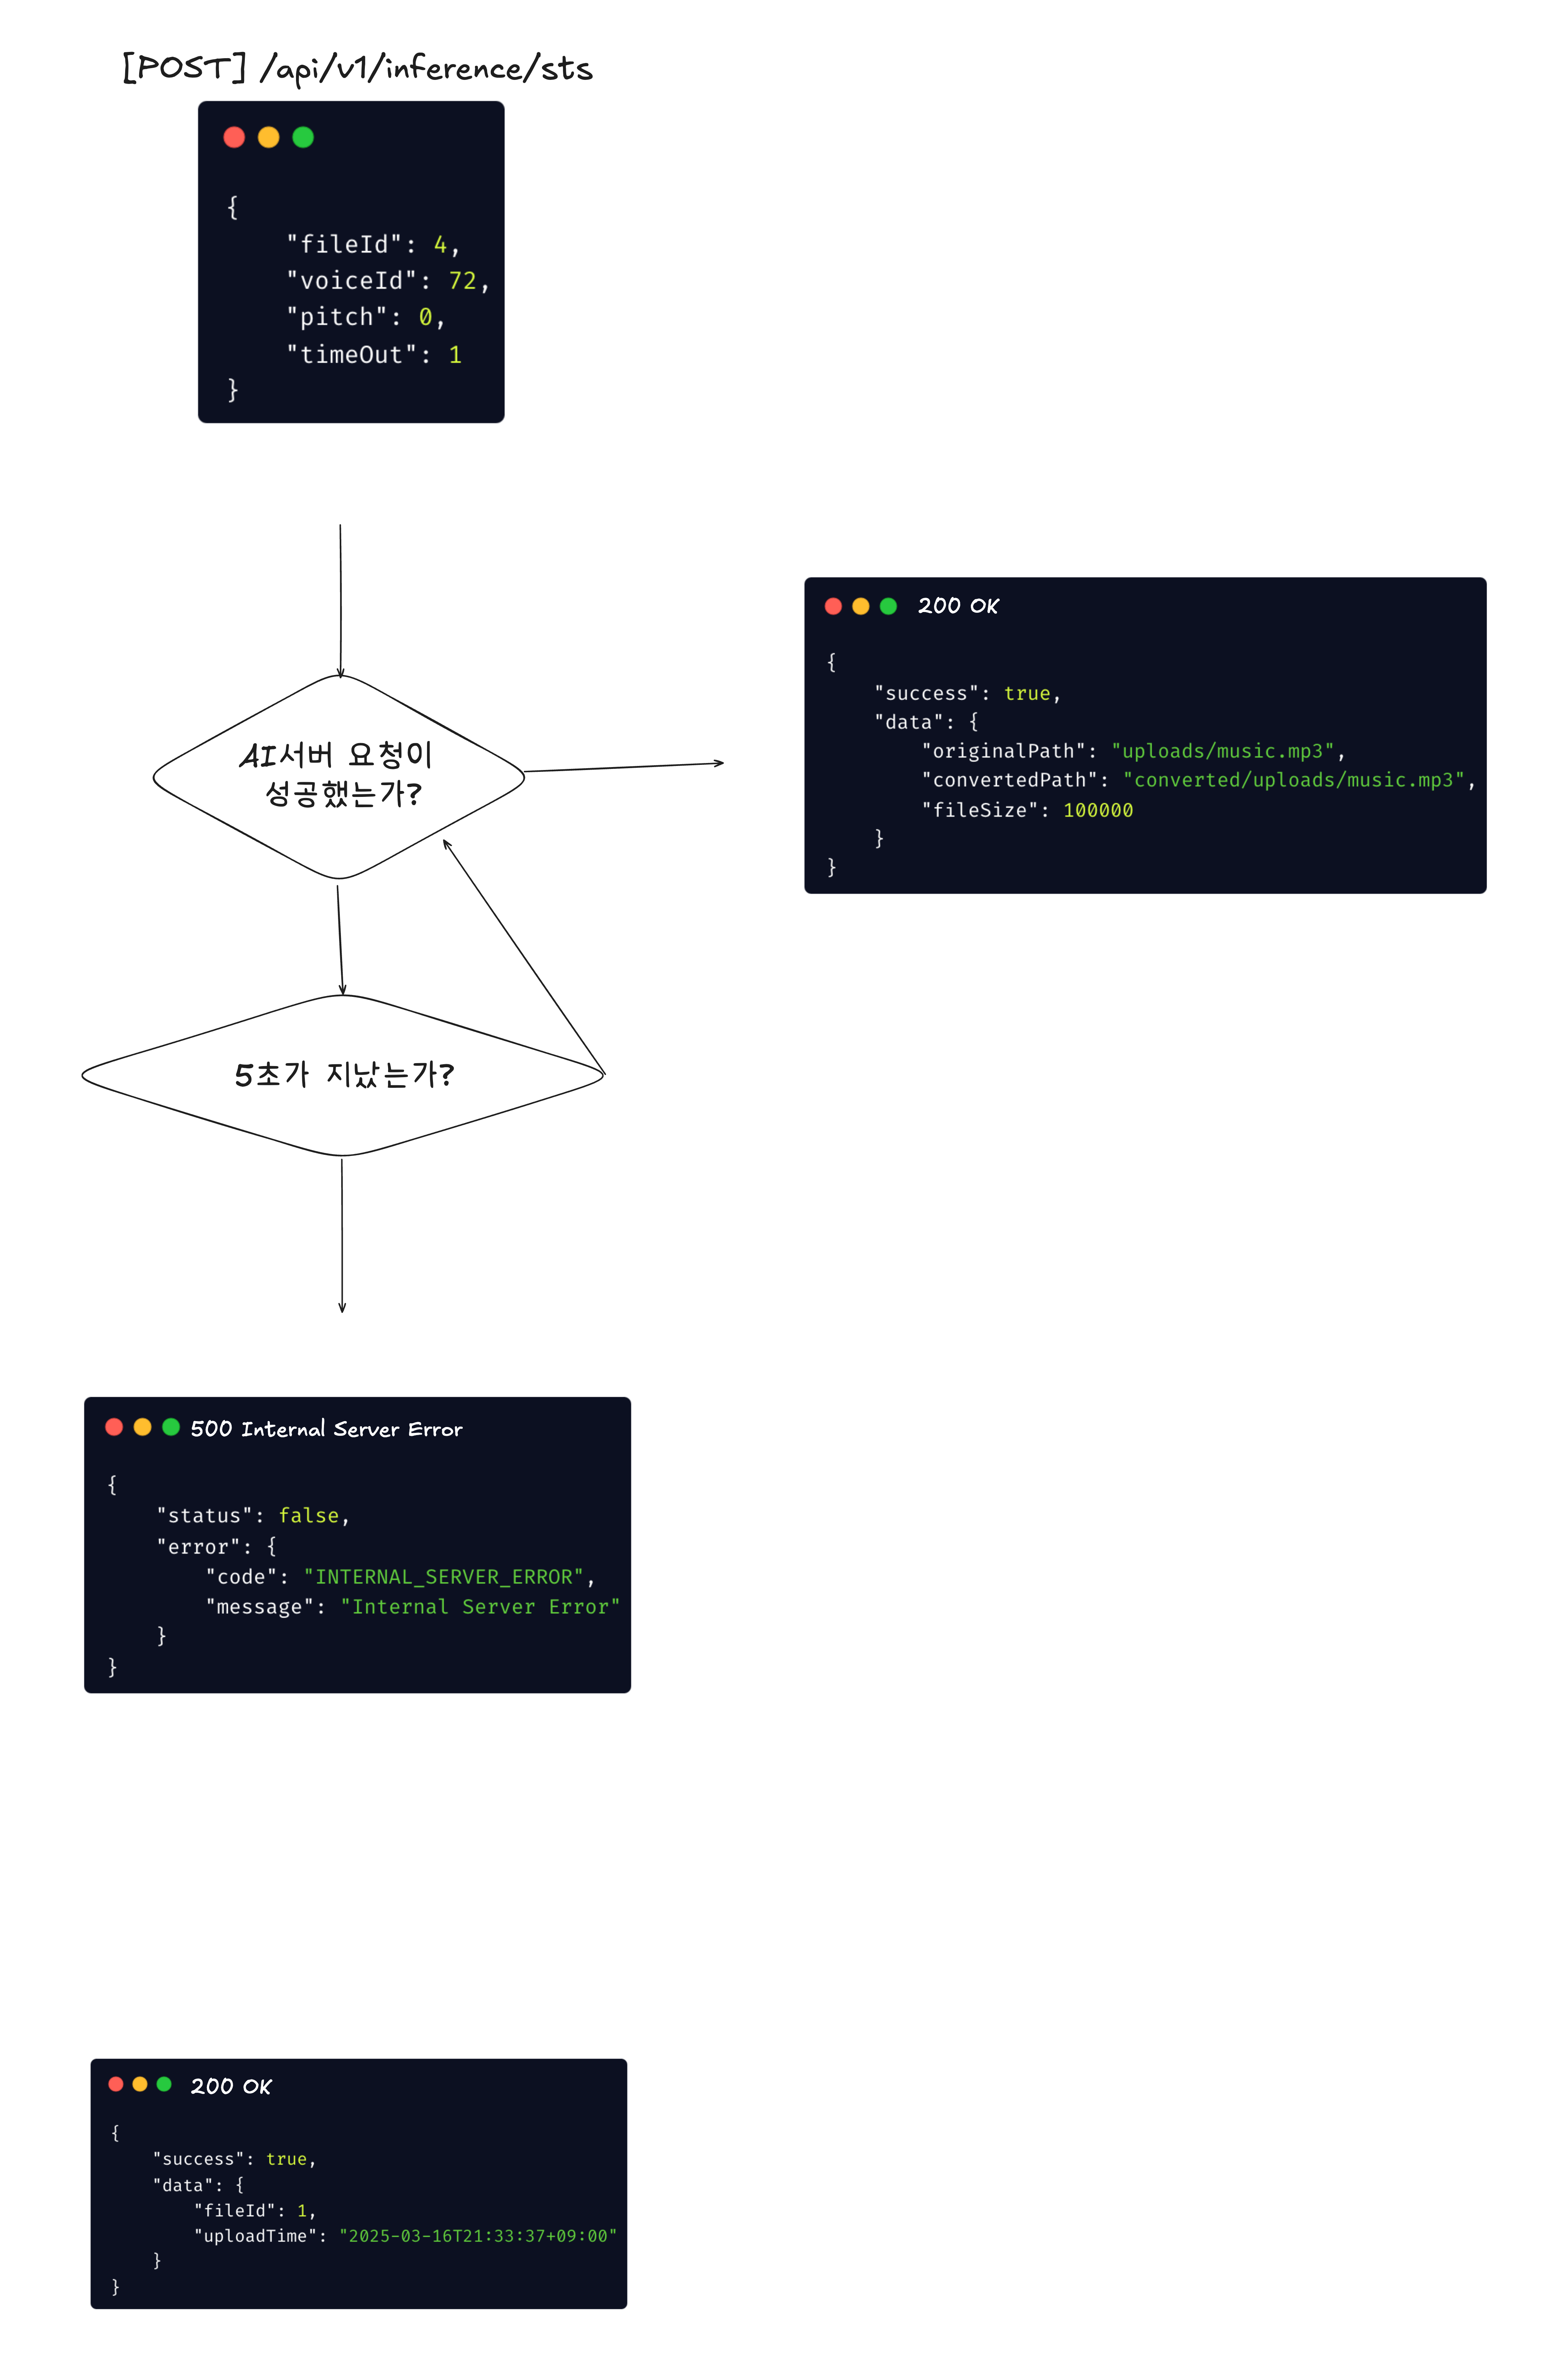 [POST] /api/v1/inference/sts
{
"fileId": 4,
"voiceId": 72,
"pitch": 0,
"timeOut": 1
}
AI서버 요청이
성공했는가?
200 OK
{
"success": true,
"data": {
"originalPath": "uploads/music.mp3",
"convertedPath": "converted/uploads/music.mp3",
"fileSize": 100000
}
}
5초가 지났는가?
500 Internal Server Error
{
"status": false,
"error": {
"code": "INTERNAL_SERVER_ERROR",
"message": "Internal Server Error"
}
}
200 OK
{
"success": true,
"data": {
"fileId": 1,
"uploadTime": "2025-03-16T21:33:37+09:00"
}
}